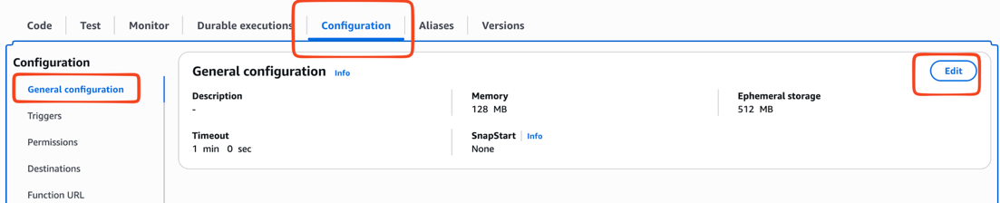 Code Test Monitor Durable executions Configuration Aliases Versions
Configuration
General configuration
Triggers
Permissions
Destinations
Function URL
General configuration Info
Edit
Description
-
Memory
128 MB
Ephemeral storage
512 MB
Timeout
1 min 0 sec
SnapStart Info
None